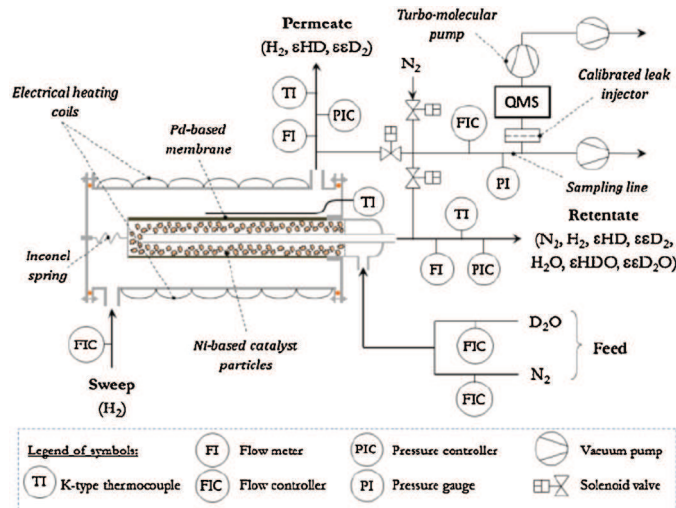 Permeate
(H₂, εHD, εεD₂)
Turbo-molecular
pump
N₂
Calibrated leak
injector
QMS
Electrical heating
coils
Pd-based
membrane
TI
PIC
FI
FIC
PI
Sampling line
TI
TI
Retentate
(N₂, H₂, εHD, εεD₂,
H₂O, εHDO, εεD₂O)
FI
PIC
Inconel
spring
FIC
Sweep
(H₂)
Ni-based catalyst
particles
D₂O
FIC
N₂
FIC
Feed
Legend of symbols:
FI Flow meter
PIC Pressure controller
Vacuum pump
TI K-type thermocouple
FIC Flow controller
PI Pressure gauge
Solenoid valve